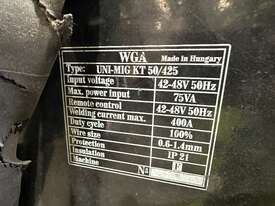 WGA Made in Hungary
Type: UNI-MIG KT 50/425
Input voltage 42-48V 50Hz
Max. power input 75VA
Remote control 42-48V 50Hz
Welding current max. 400A
Duty cycle 100%
Wire size 0.6-1.4mm
Protection IP 21
Insulation F
Machine No